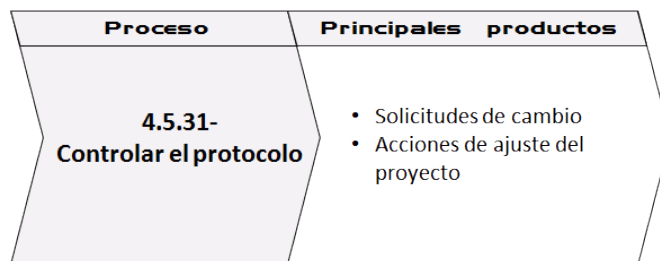 Proceso
Principales productos
4.5.31-
Controlar el protocolo
• Solicitudes de cambio
• Acciones de ajuste del
proyecto